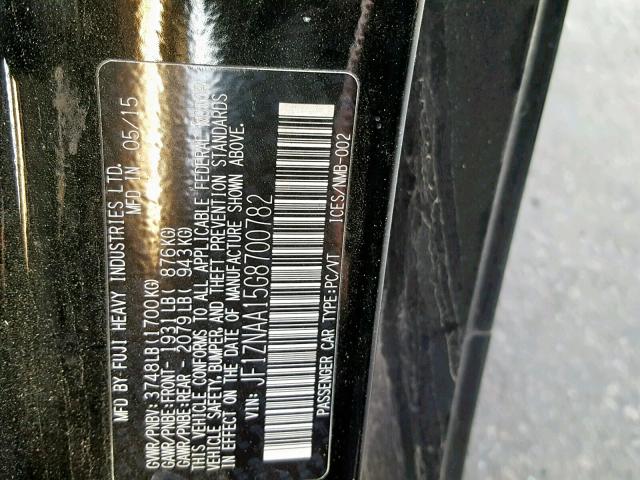 MFD BY: FUJI HEAVY INDUSTRIES LTD.
MFD IN 05/15
GVWR/PNBV: 3748LB(1700KG)
GAWR/PNBE:FRONT- 1931LB( 876KG)
GAWR/PNBE:REAR - 2079LB( 943KG)
THIS VEHICLE CONFORMS TO ALL APPLICABLE FEDERAL MOTOR
VEHICLE SAFETY,BUMPER, AND THEFT PREVENTION STANDARDS
IN EFFECT ON THE DATE OF MANUFACTURE SHOWN ABOVE.
VIN: JF1ZNAA15G8700782
PASSENGER CAR TYPE:PC/VT ICES/NMB-002